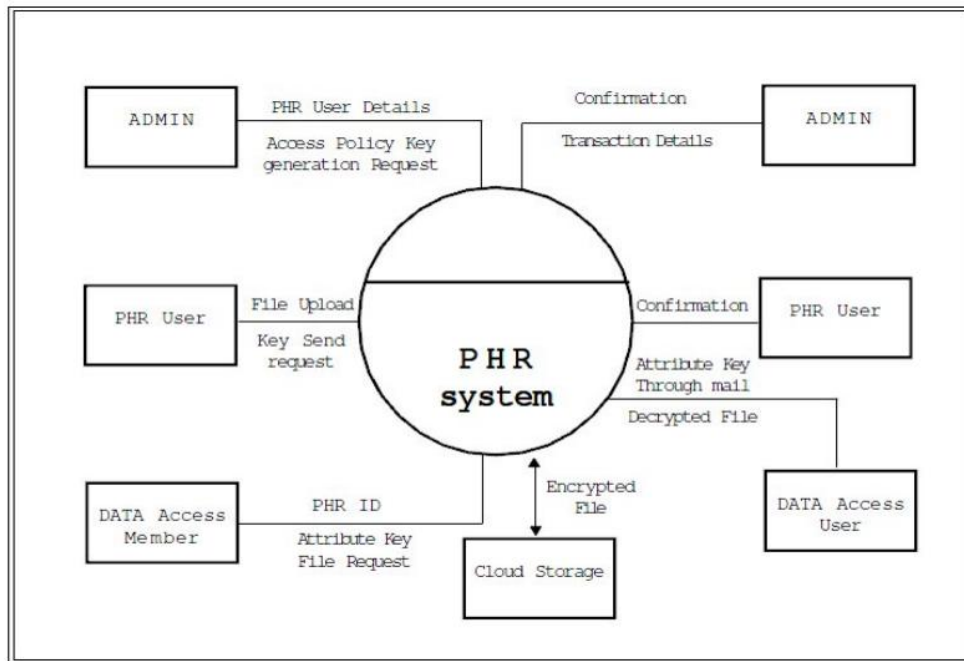 ADMIN
PHR User Details
Access Policy Key
generation Request
Confirmation
Transaction Details
ADMIN
PHR User
File Upload
Key Send
request
PHR
system
Confirmation
PHR User
Attribute Key
Through mail
Decrypted File
DATA Access
Member
PHR ID
Attribute Key
File Request
Encrypted
File
Cloud Storage
DATA Access
User